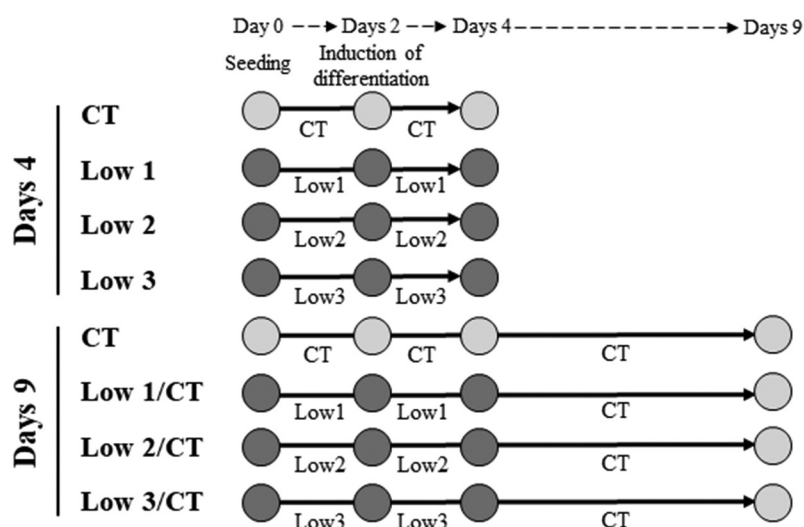 Day 0 Days 2 Days 4 Days 9
Seeding
Induction of
differentiation
Days 4
CT
CT CT
Low 1
Low1 Low1
Low 2
Low2 Low2
Low 3
Low3 Low3
Days 9
CT
CT CT CT
Low 1/CT
Low1 Low1 CT
Low 2/CT
Low2 Low2 CT
Low 3/CT
Low3 Low3 CT